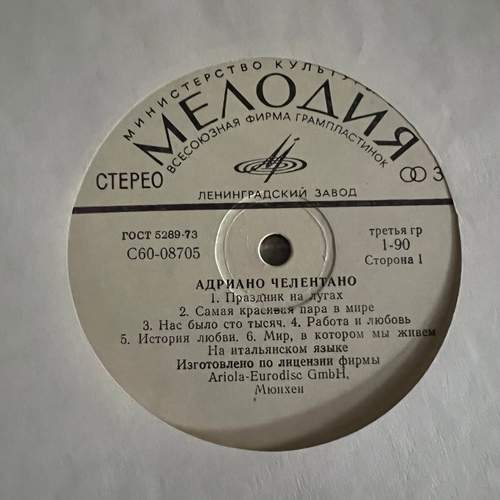 МИНИСТЕРСТВО КУЛЬТУ
МЕЛОДИЯ
ВСЕСОЮЗНАЯ ФИРМА ГРАМПЛАСТИНОК
СТЕРЕО
3
ЛЕНИНГРАДСКИЙ ЗАВОД
ГОСТ 5289-73
третья гр
С60-08705
1-90
Сторона 1
АДРИАНО ЧЕЛЕНТАНО
1. Праздник на лугах
2. Самая красивая пара в мире
3. Нас было сто тысяч. 4. Работа и любовь
5. История любви. 6. Мир, в котором мы живем
На итальянском языке
Изготовлено по лицензии фирмы
Ariola-Eurodisc GmbH,
Мюнхен